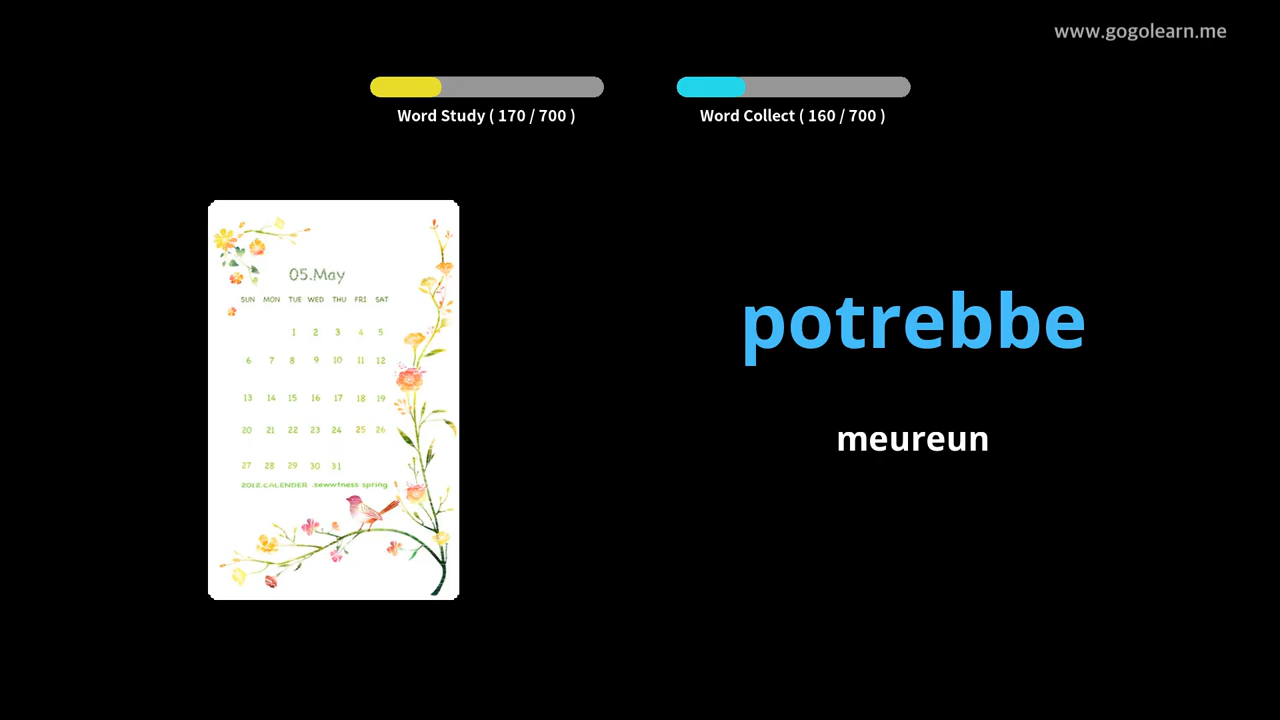 www.gogolearn.me
Word Study ( 170 / 700 )
Word Collect ( 160 / 700 )
05.May
SUN MON TUE WED THU FRI SAT
1 2 3 4 5
6 7 8 9 10 11 12
13 14 15 16 17 18 19
20 21 22 23 24 25 26
27 28 29 30 31
2012.CALENDER .sewwtness spring
potrebbe
meureun